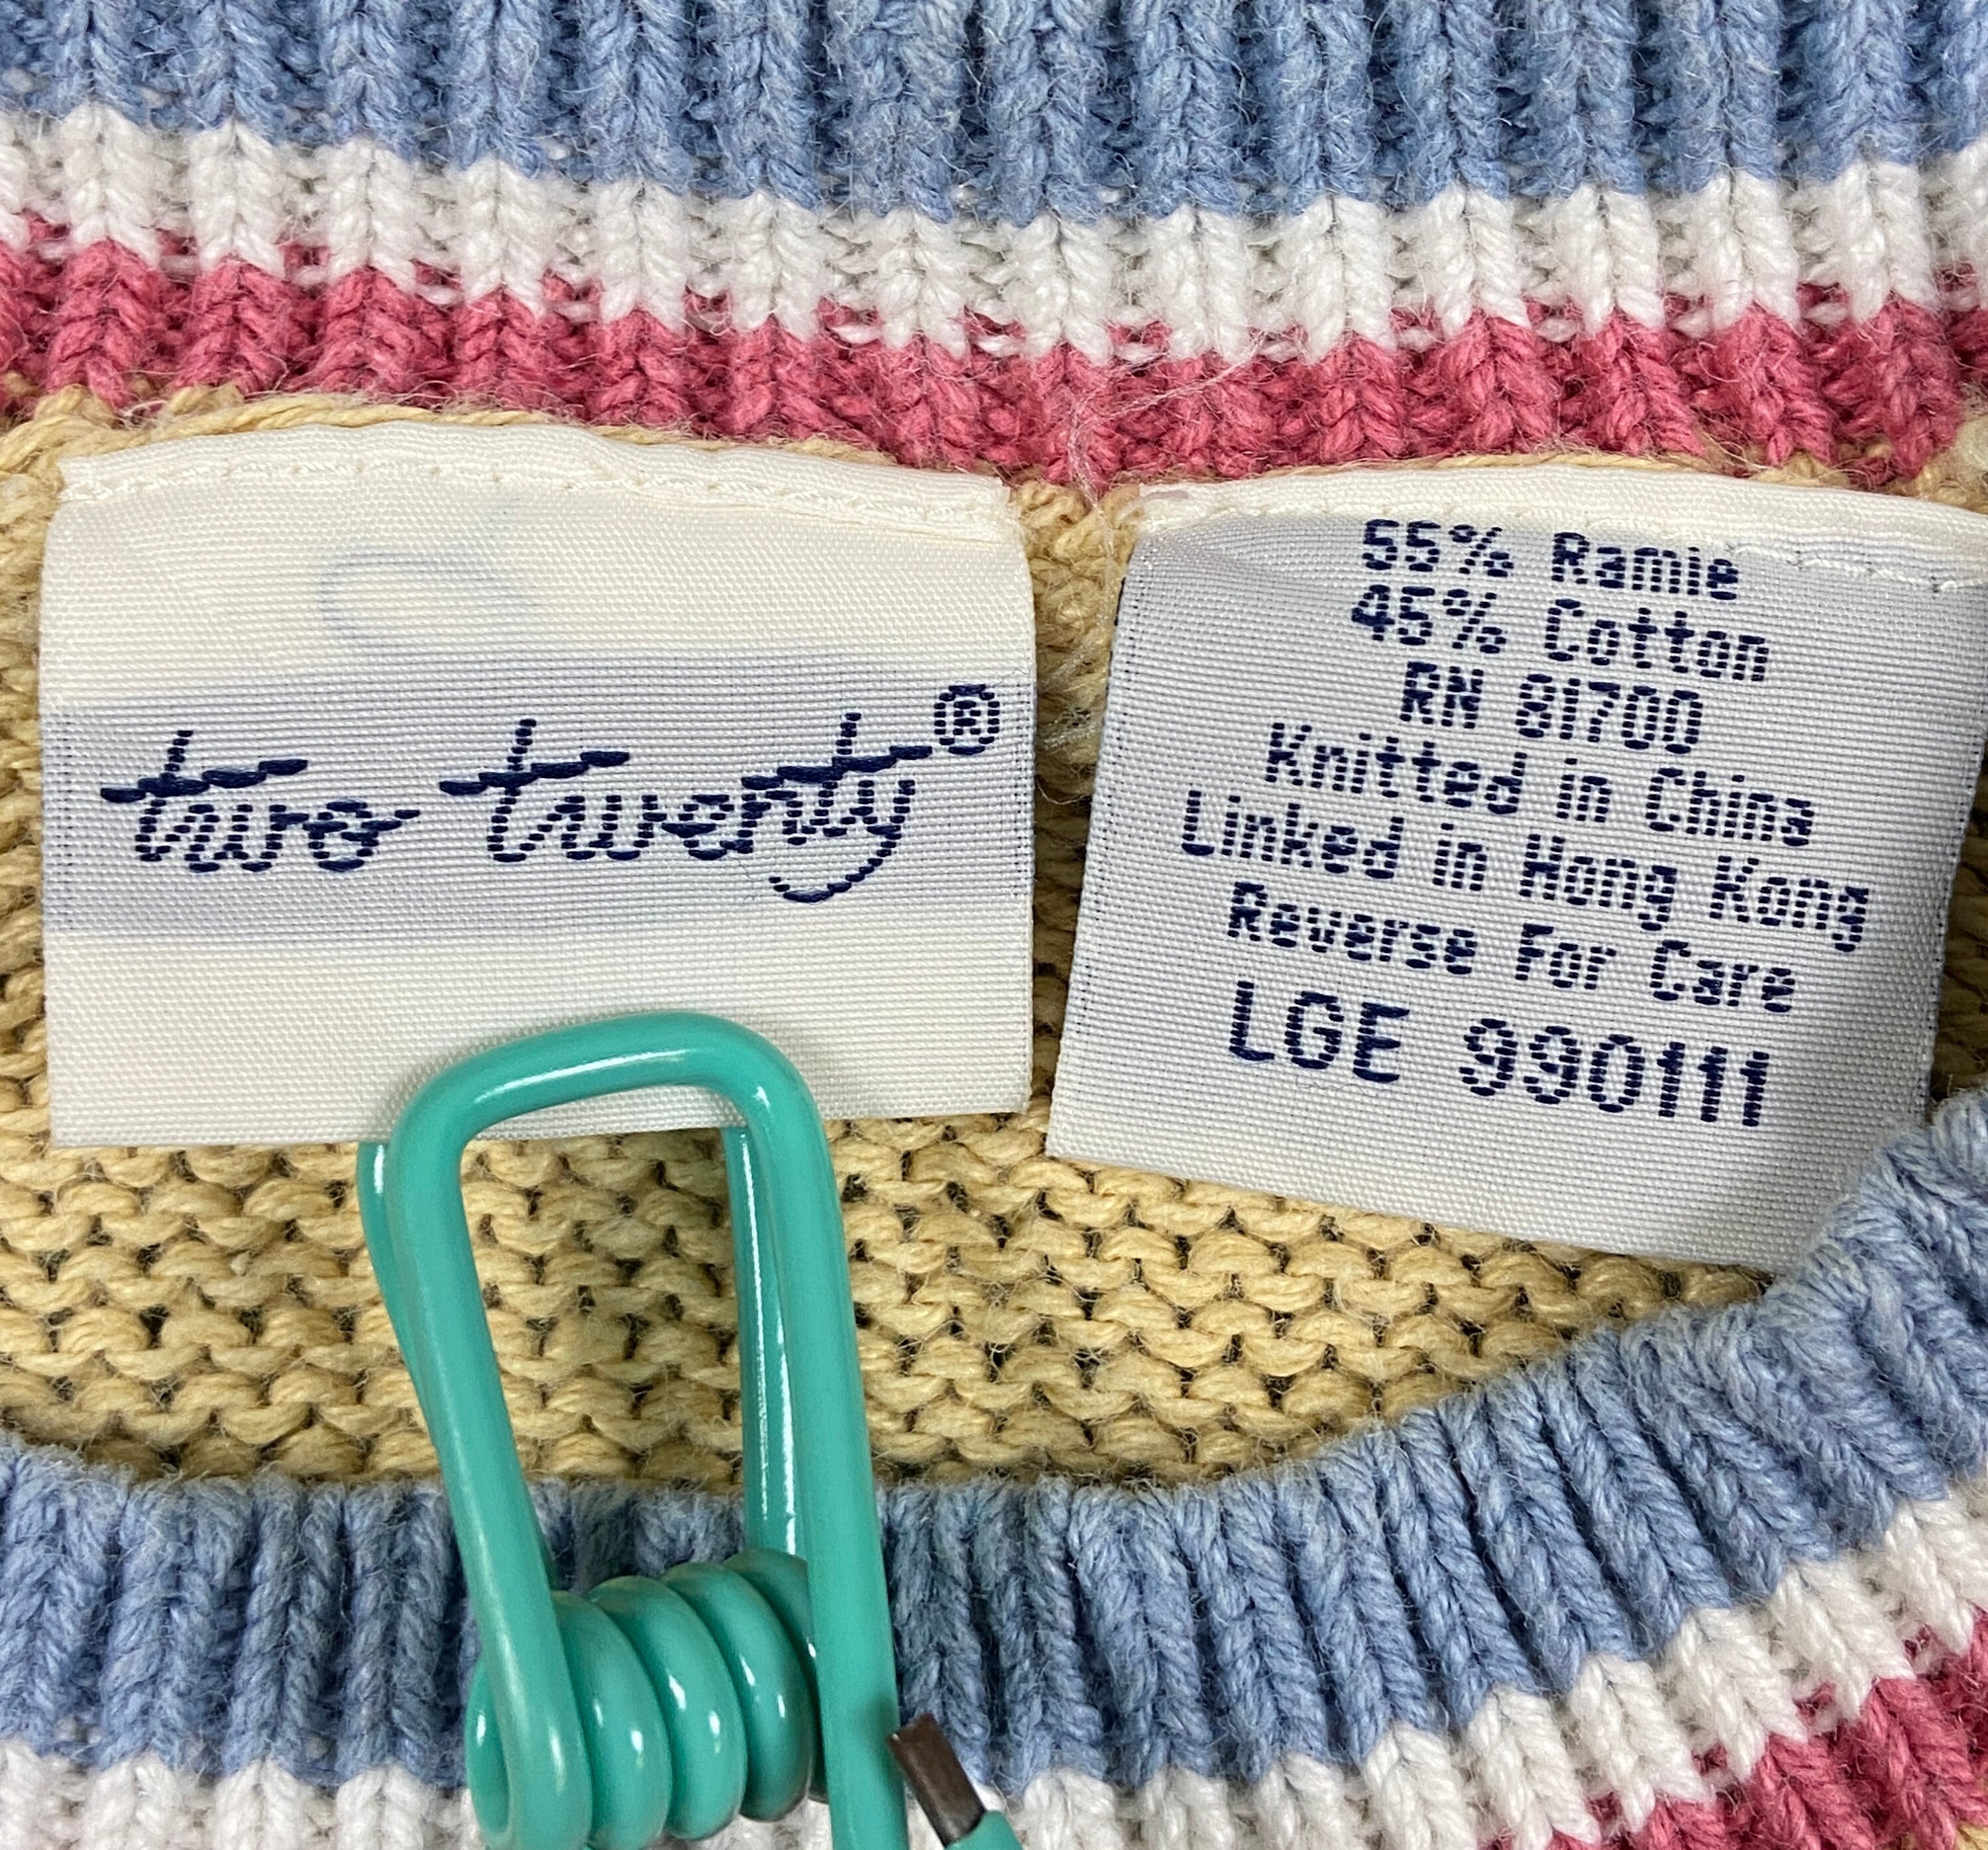 two twenty®
55% Ramie
45% Cotton
RN 81700
Knitted in China
Linked in Hong Kong
Reverse For Care
LGE 990111